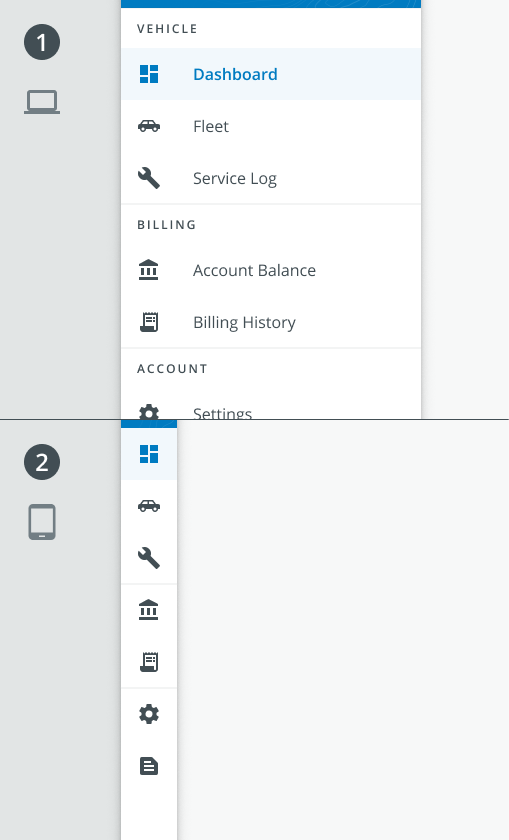 1
VEHICLE
Dashboard
Fleet
Service Log
BILLING
Account Balance
Billing History
ACCOUNT
Settings
2